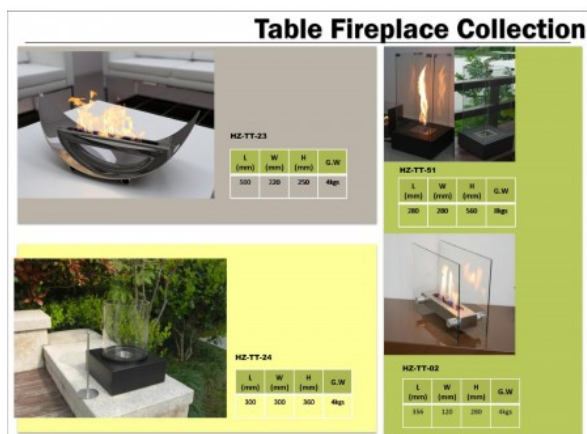 Table Fireplace Collection
HZ-TT-23
L (mm) W (mm) H (mm) G.W
500 220 250 4kgs
HZ-TT-51
L (mm) W (mm) H (mm) G.W
280 280 560 8kgs
HZ-TT-24
L (mm) W (mm) H (mm) G.W
300 300 360 4kgs
HZ-TT-02
L (mm) W (mm) H (mm) G.W
356 120 280 4kgs